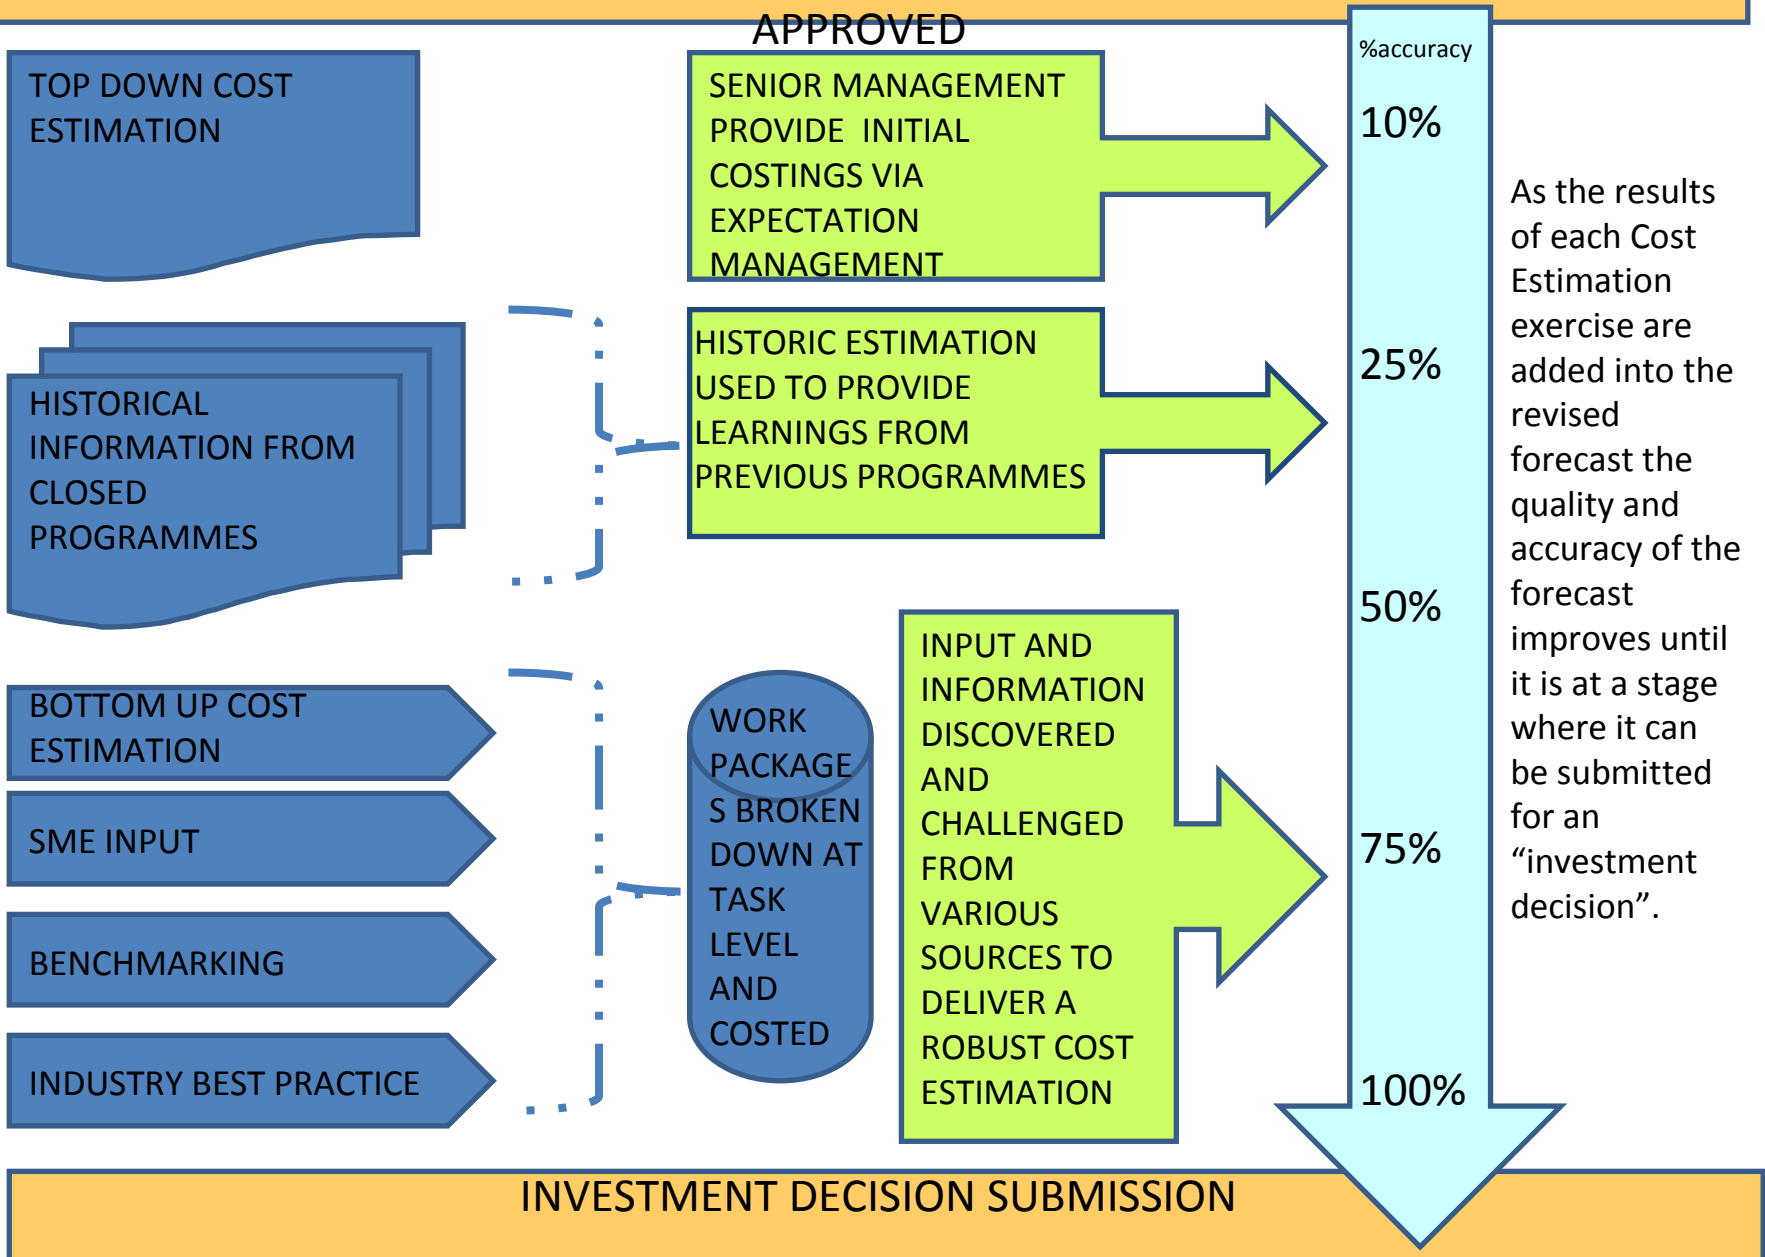 APPROVED
TOP DOWN COST
ESTIMATION
SENIOR MANAGEMENT
PROVIDE INITIAL
COSTINGS VIA
EXPECTATION
MANAGEMENT
%accuracy
10%
HISTORICAL
INFORMATION FROM
CLOSED
PROGRAMMES
HISTORIC ESTIMATION
USED TO PROVIDE
LEARNINGS FROM
PREVIOUS PROGRAMMES
25%
50%
BOTTOM UP COST
ESTIMATION
SME INPUT
BENCHMARKING
INDUSTRY BEST PRACTICE
WORK
PACKAGE
S BROKEN
DOWN AT
TASK
LEVEL
AND
COSTED
INPUT AND
INFORMATION
DISCOVERED
AND
CHALLENGED
FROM
VARIOUS
SOURCES TO
DELIVER A
ROBUST COST
ESTIMATION
75%
100%
As the results
of each Cost
Estimation
exercise are
added into the
revised
forecast the
quality and
accuracy of the
forecast
improves until
it is at a stage
where it can
be submitted
for an
“investment
decision”.
INVESTMENT DECISION SUBMISSION